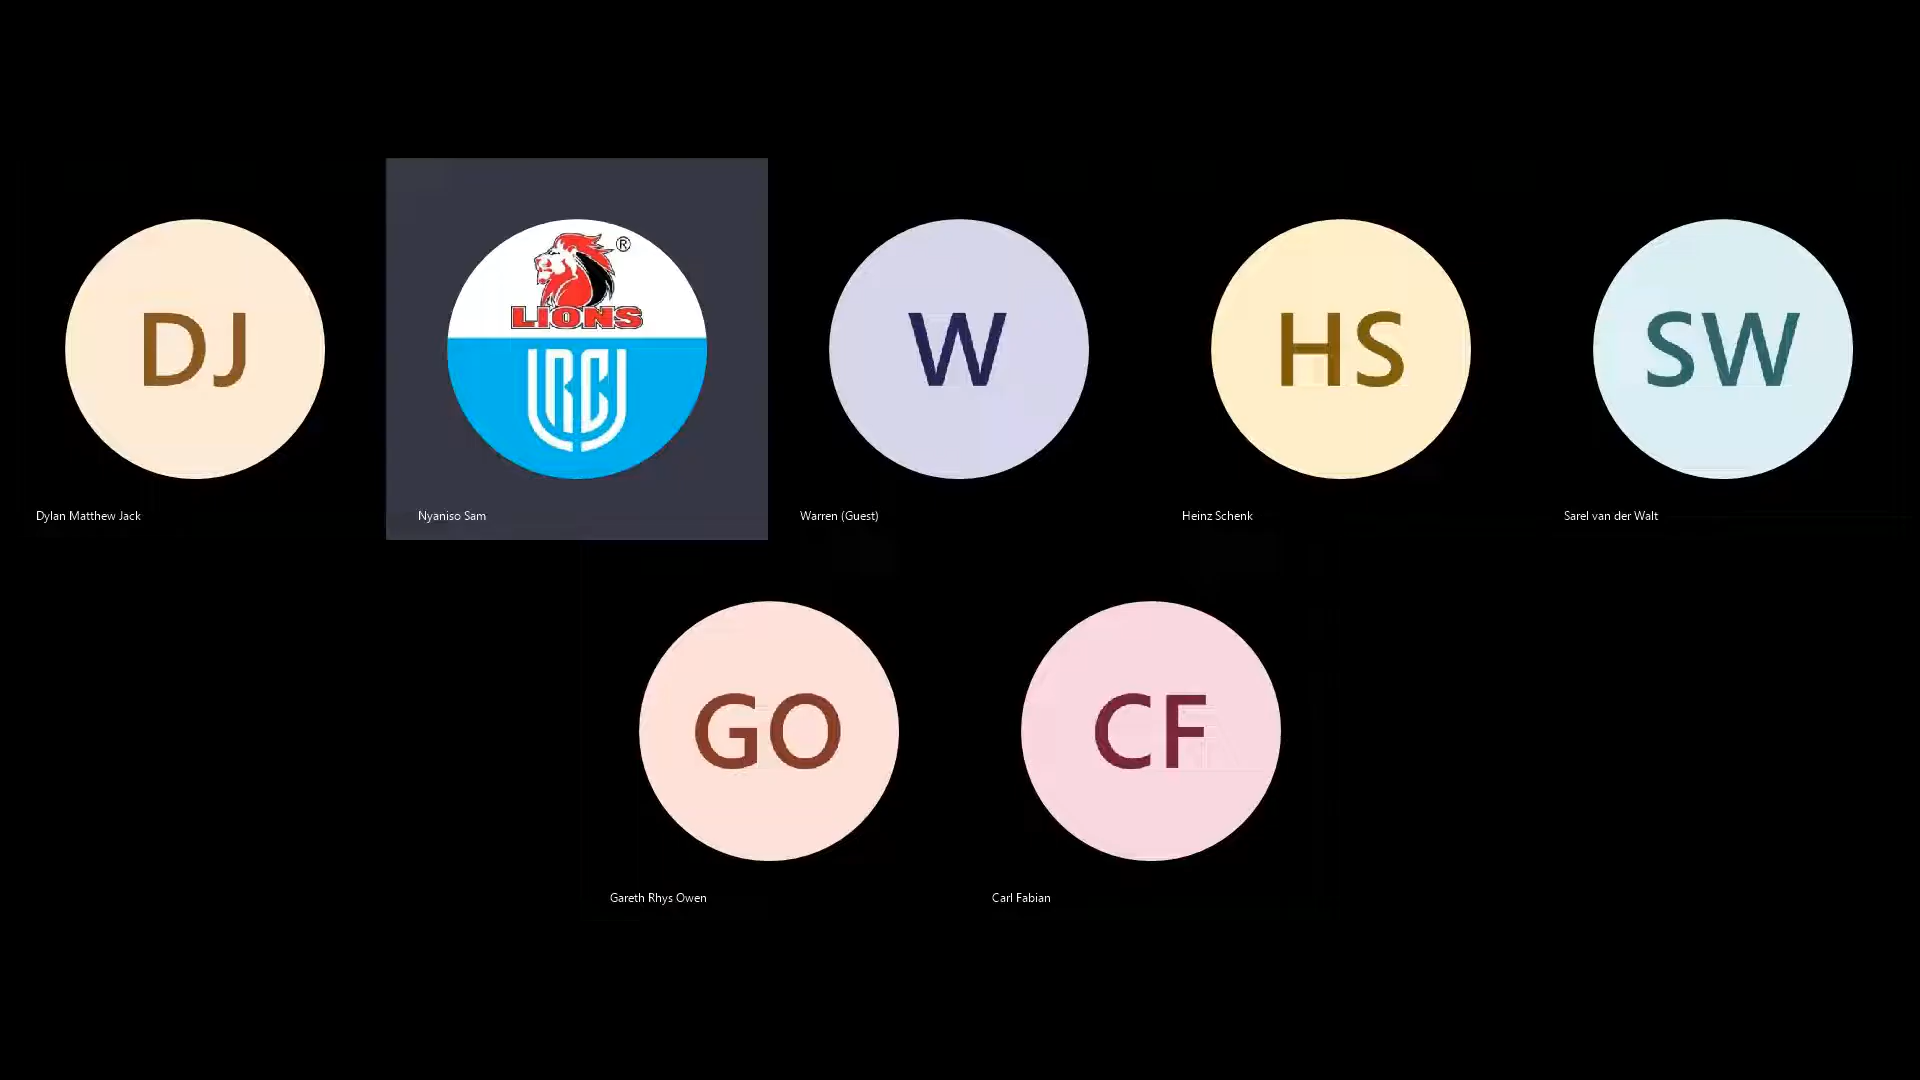 DJ
LIONS
®
URC
W
HS
SW
Dylan Matthew Jack
Nyaniso Sam
Warren (Guest)
Heinz Schenk
Sarel van der Walt
GO
CF
Gareth Rhys Owen
Carl Fabian